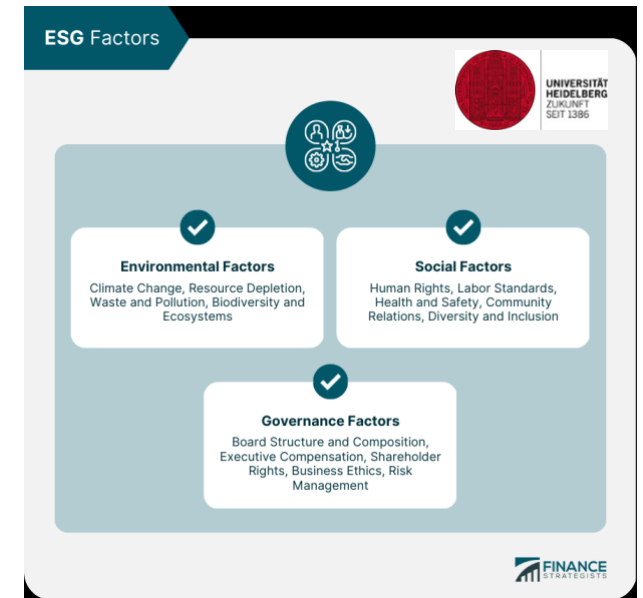 ESG Factors
UNIVERSITÄT
HEIDELBERG
ZUKUNFT
SEIT 1386
Environmental Factors
Climate Change, Resource Depletion,
Waste and Pollution, Biodiversity and
Ecosystems
Social Factors
Human Rights, Labor Standards,
Health and Safety, Community
Relations, Diversity and Inclusion
Governance Factors
Board Structure and Composition,
Executive Compensation, Shareholder
Rights, Business Ethics, Risk
Management
FINANCE
STRATEGISTS